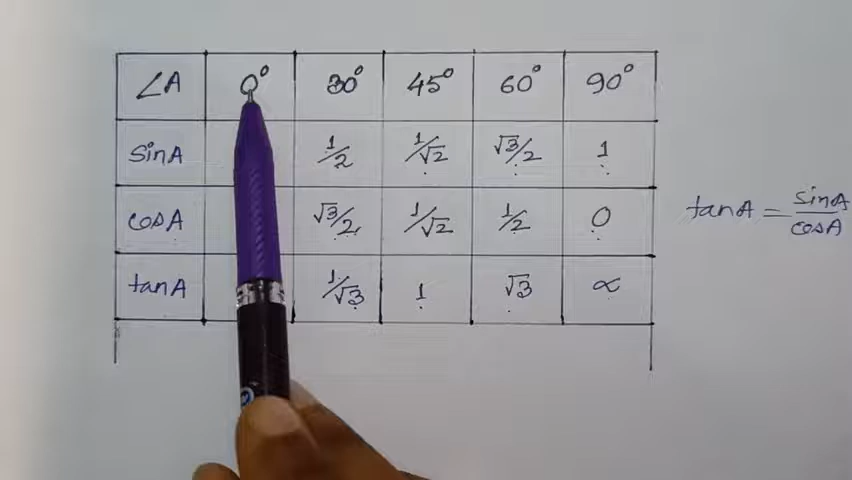 ∠A 0° 30° 45° 60° 90°
sinA 1/2 1/√2 √3/2 1
cosA √3/2 1/√2 1/2 0
tanA 1/√3 1 √3 ∝
tanA = sinA/cosA